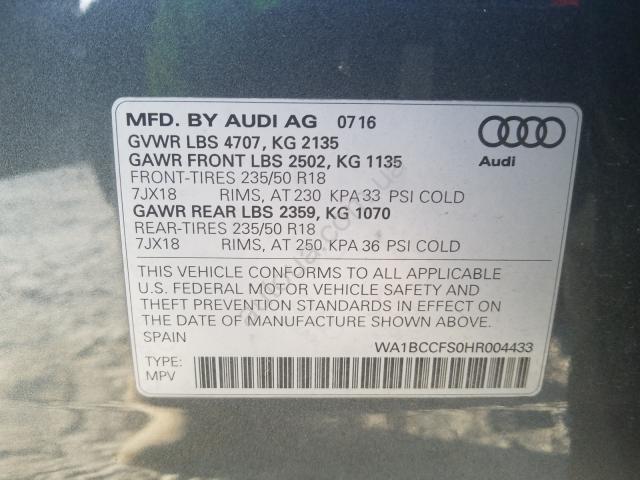 MFD. BY AUDI AG 0716
GVWR LBS 4707, KG 2135
GAWR FRONT LBS 2502, KG 1135
FRONT-TIRES 235/50 R18
7JX18 RIMS, AT 230 KPA 33 PSI COLD
GAWR REAR LBS 2359, KG 1070
REAR-TIRES 235/50 R18
7JX18 RIMS, AT 250 KPA 36 PSI COLD
Audi
THIS VEHICLE CONFORMS TO ALL APPLICABLE
U.S. FEDERAL MOTOR VEHICLE SAFETY AND
THEFT PREVENTION STANDARDS IN EFFECT ON
THE DATE OF MANUFACTURE SHOWN ABOVE.
SPAIN
WA1BCCFS0HR004433
TYPE:
MPV